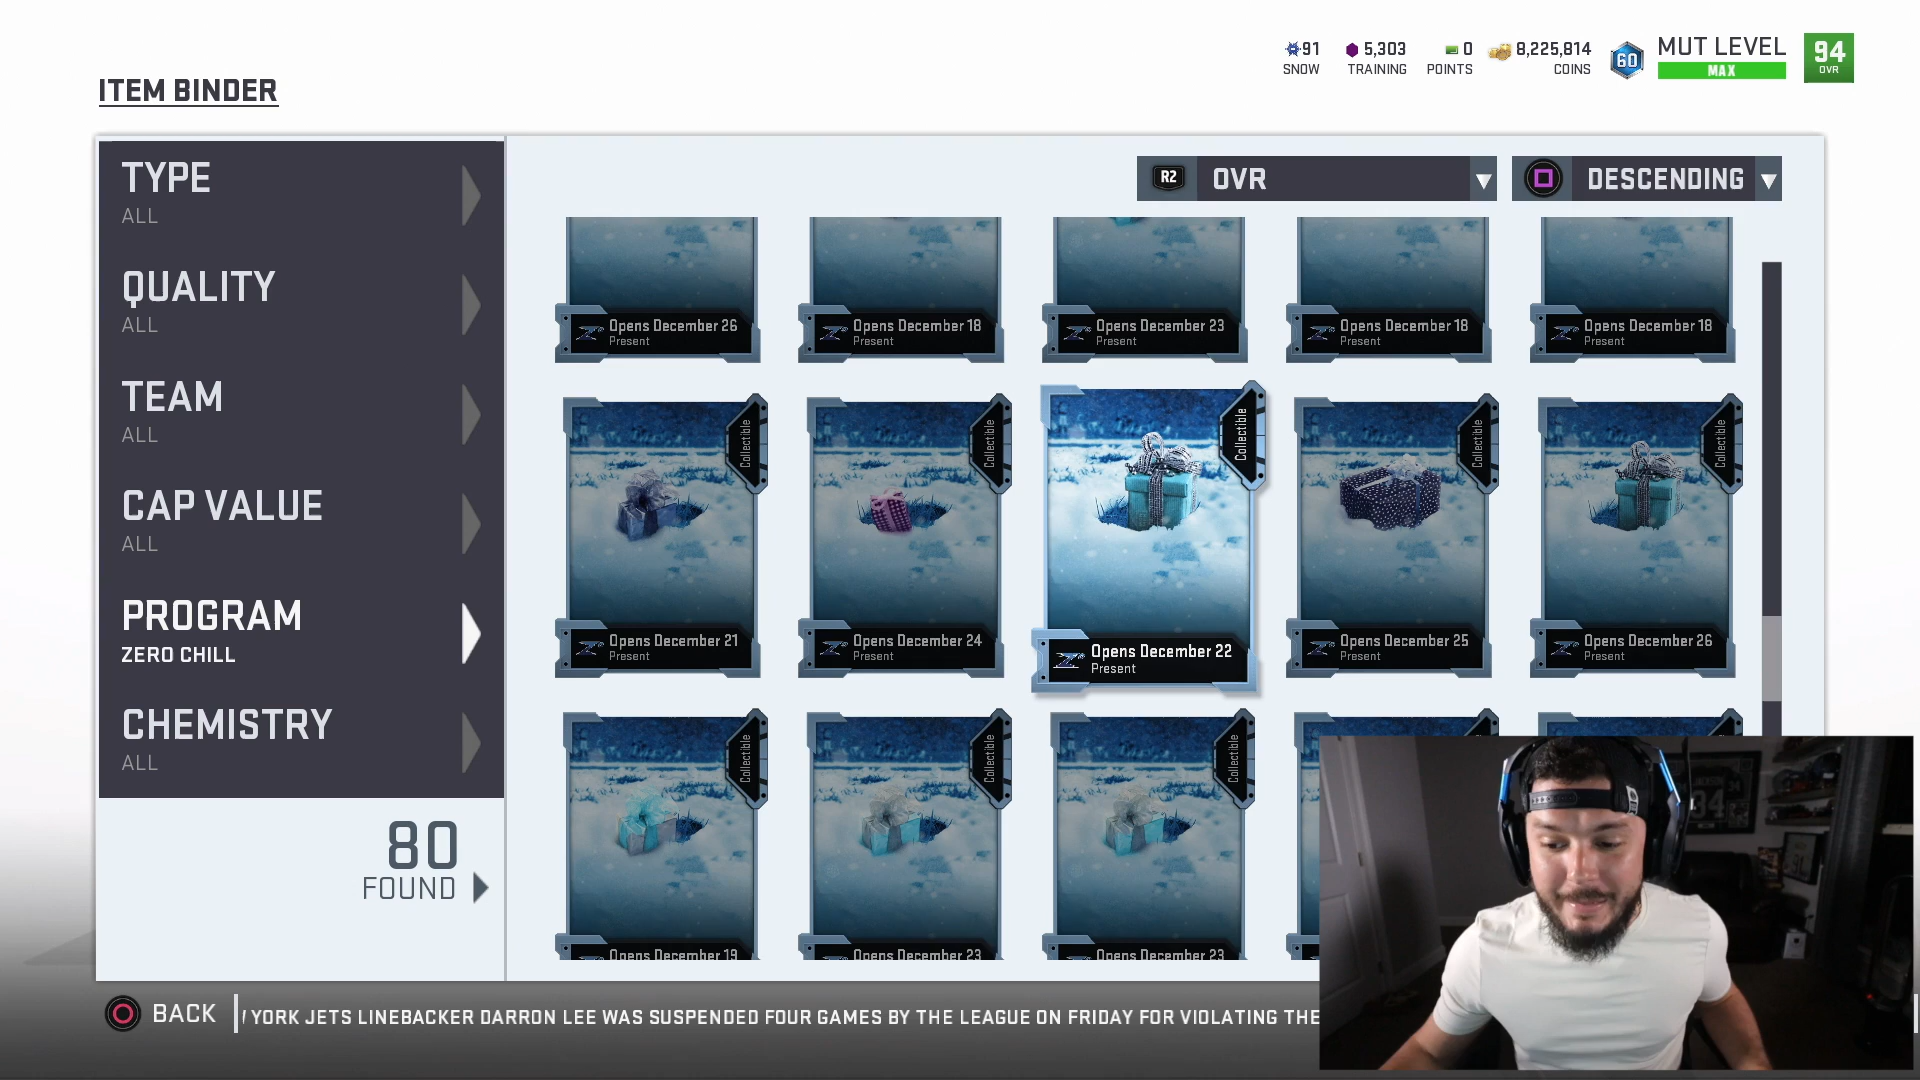 ITEM BINDER
91
SNOW
5,303
TRAINING
0
POINTS
8,225,814
COINS
60
MUT LEVEL
MAX
94
OVR
TYPE
ALL
QUALITY
ALL
TEAM
ALL
CAP VALUE
ALL
PROGRAM
ZERO CHILL
CHEMISTRY
ALL
80
FOUND
R2
OVR
DESCENDING
Opens December 26
Present
Opens December 18
Present
Opens December 23
Present
Opens December 18
Present
Opens December 18
Present
Collectible
Opens December 21
Present
Collectible
Opens December 24
Present
Collectible
Opens December 22
Present
Collectible
Opens December 25
Present
Collectible
Opens December 26
Present
Collectible
Opens December 19
Collectible
Opens December 23
Collectible
Opens December 23
BACK
YORK JETS LINEBACKER DARRON LEE WAS SUSPENDED FOUR GAMES BY THE LEAGUE ON FRIDAY FOR VIOLATING THE
JACKSON
34